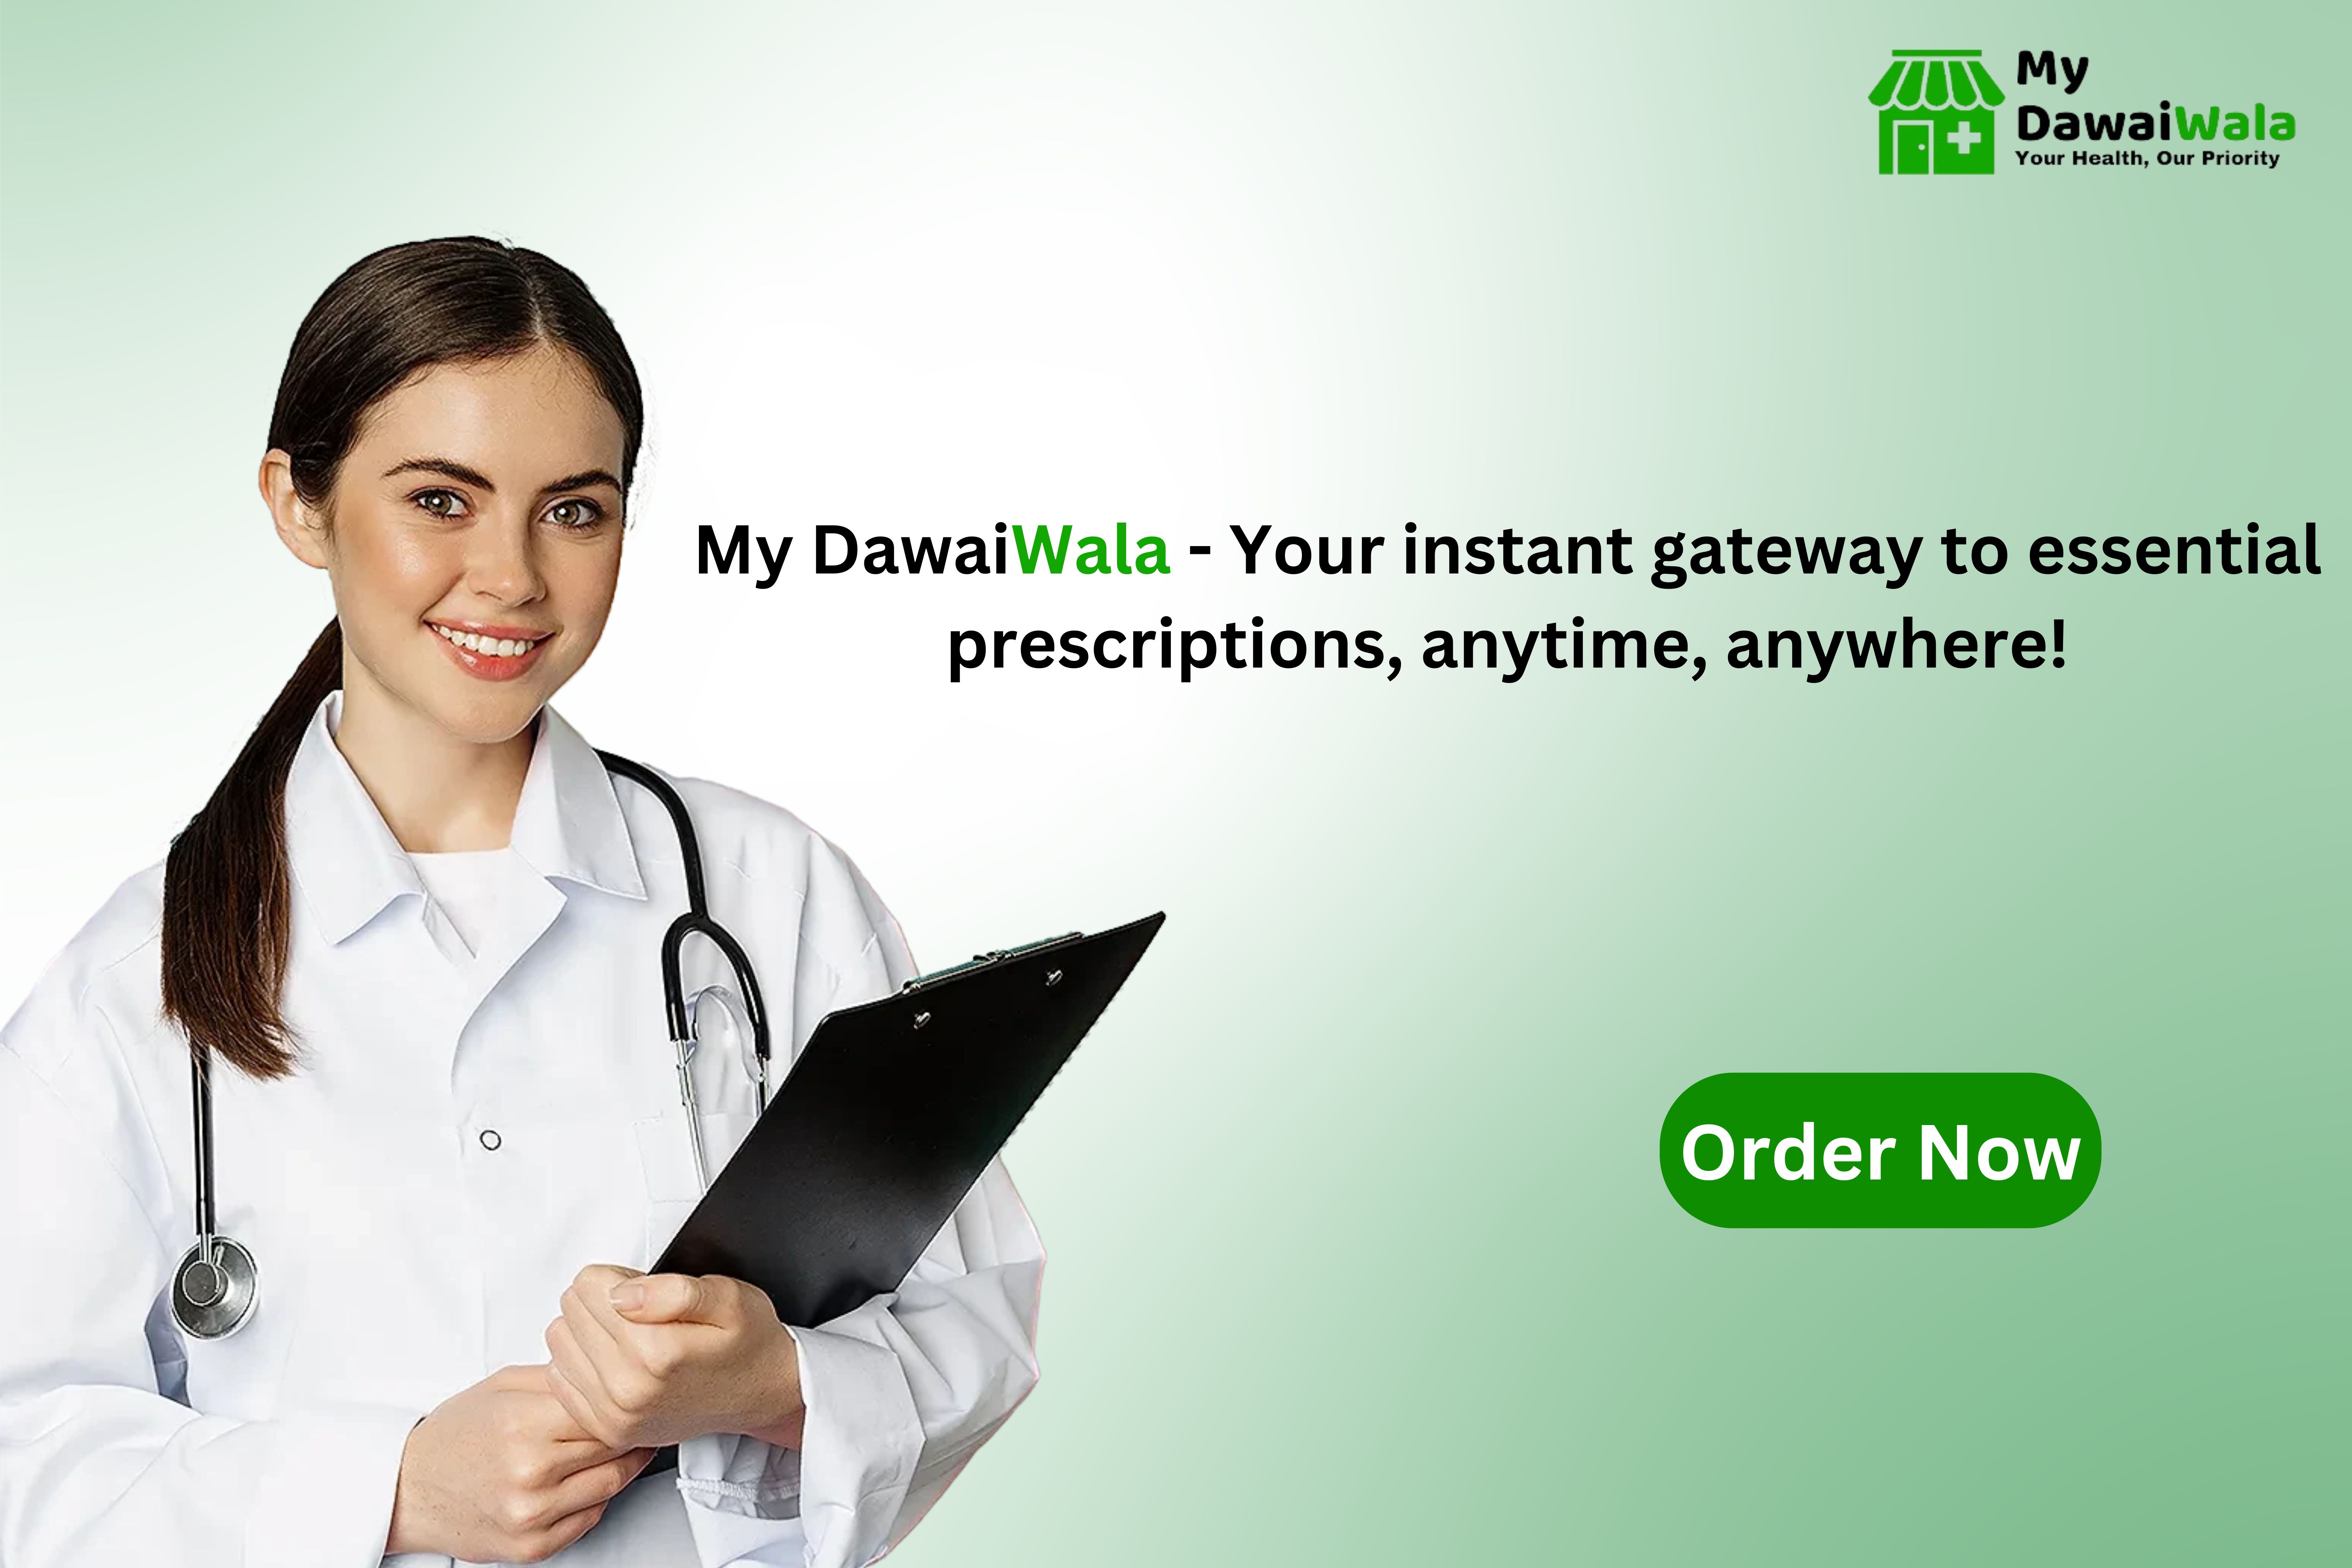 My
DawaiWala
Your Health, Our Priority
My DawaiWala - Your instant gateway to essential
prescriptions, anytime, anywhere!
Order Now